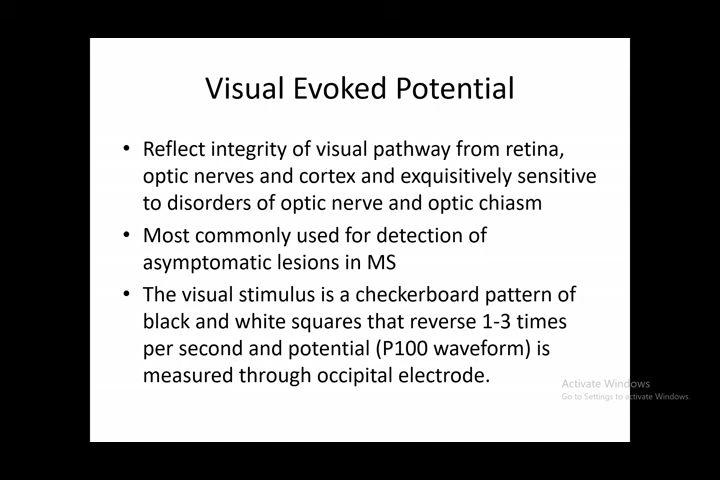 Visual Evoked Potential
• Reflect integrity of visual pathway from retina,
optic nerves and cortex and exquisitively sensitive
to disorders of optic nerve and optic chiasm
• Most commonly used for detection of
asymptomatic lesions in MS
• The visual stimulus is a checkerboard pattern of
black and white squares that reverse 1-3 times
per second and potential (P100 waveform) is
measured through occipital electrode.
Activate Windows
Go to Settings to activate Windows.